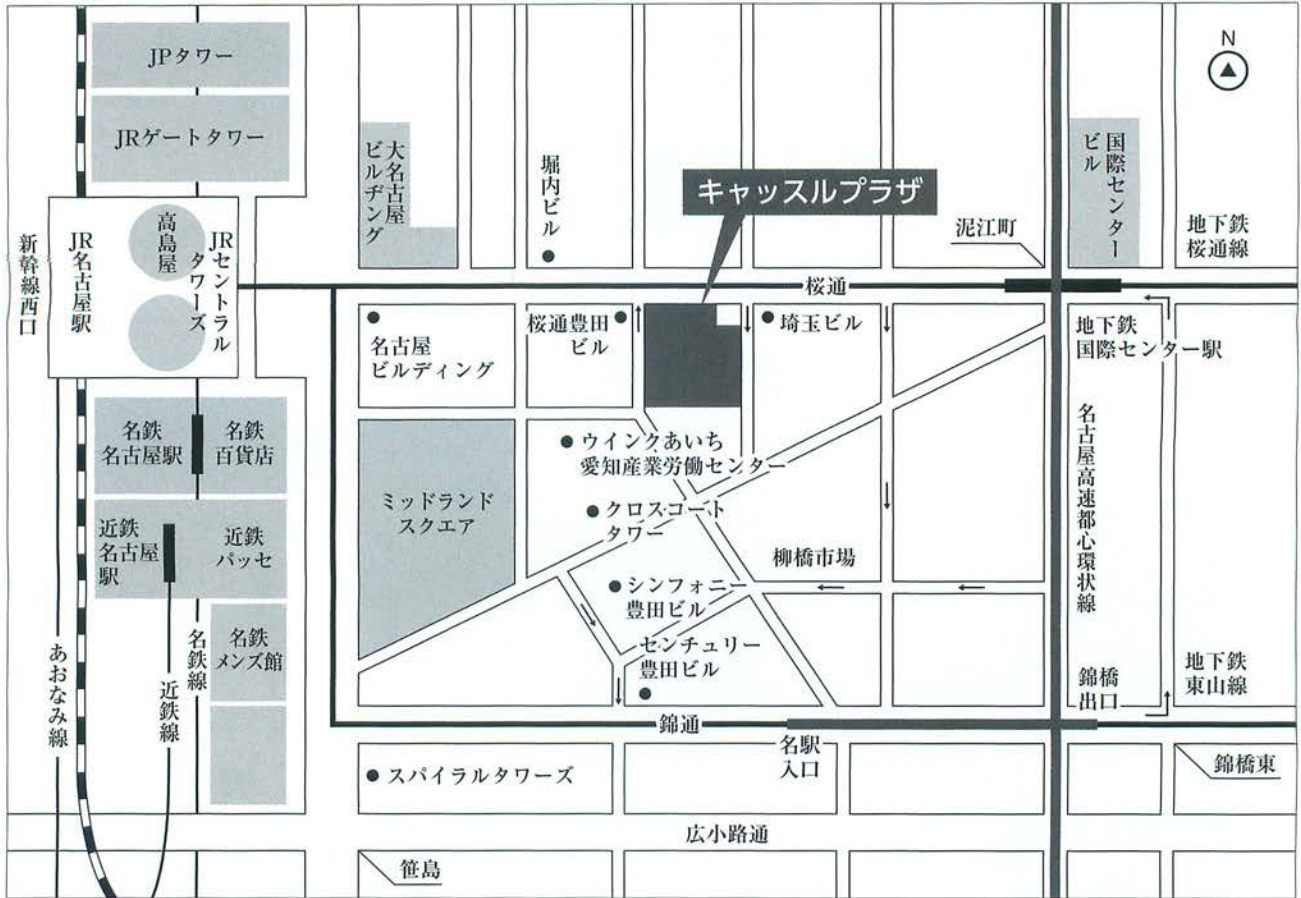 JPタワー
JRゲートタワー
N
大名古屋
ビルヂング
堀内ビル
キャッスルプラザ
国際センター
ビル
泥江町
地下鉄
桜通線
新幹線西口
JR名古屋駅
高島屋
JRセントラル
タワーズ
桜通
名古屋
ビルディング
桜通豊田
ビル
埼玉ビル
地下鉄
国際センター駅
名鉄
名古屋駅
名鉄
百貨店
ミッドランド
スクエア
ウインクあいち
愛知産業労働センター
クロスコート
タワー
名古屋高速都心環状線
近鉄
名古屋
駅
近鉄
パッセ
柳橋市場
シンフォニー
豊田ビル
センチュリー
豊田ビル
あおなみ線
近鉄線
名鉄線
名鉄
メンズ館
錦橋
出口
地下鉄
東山線
錦通
名駅
入口
錦橋東
スパイラルタワーズ
広小路通
笹島